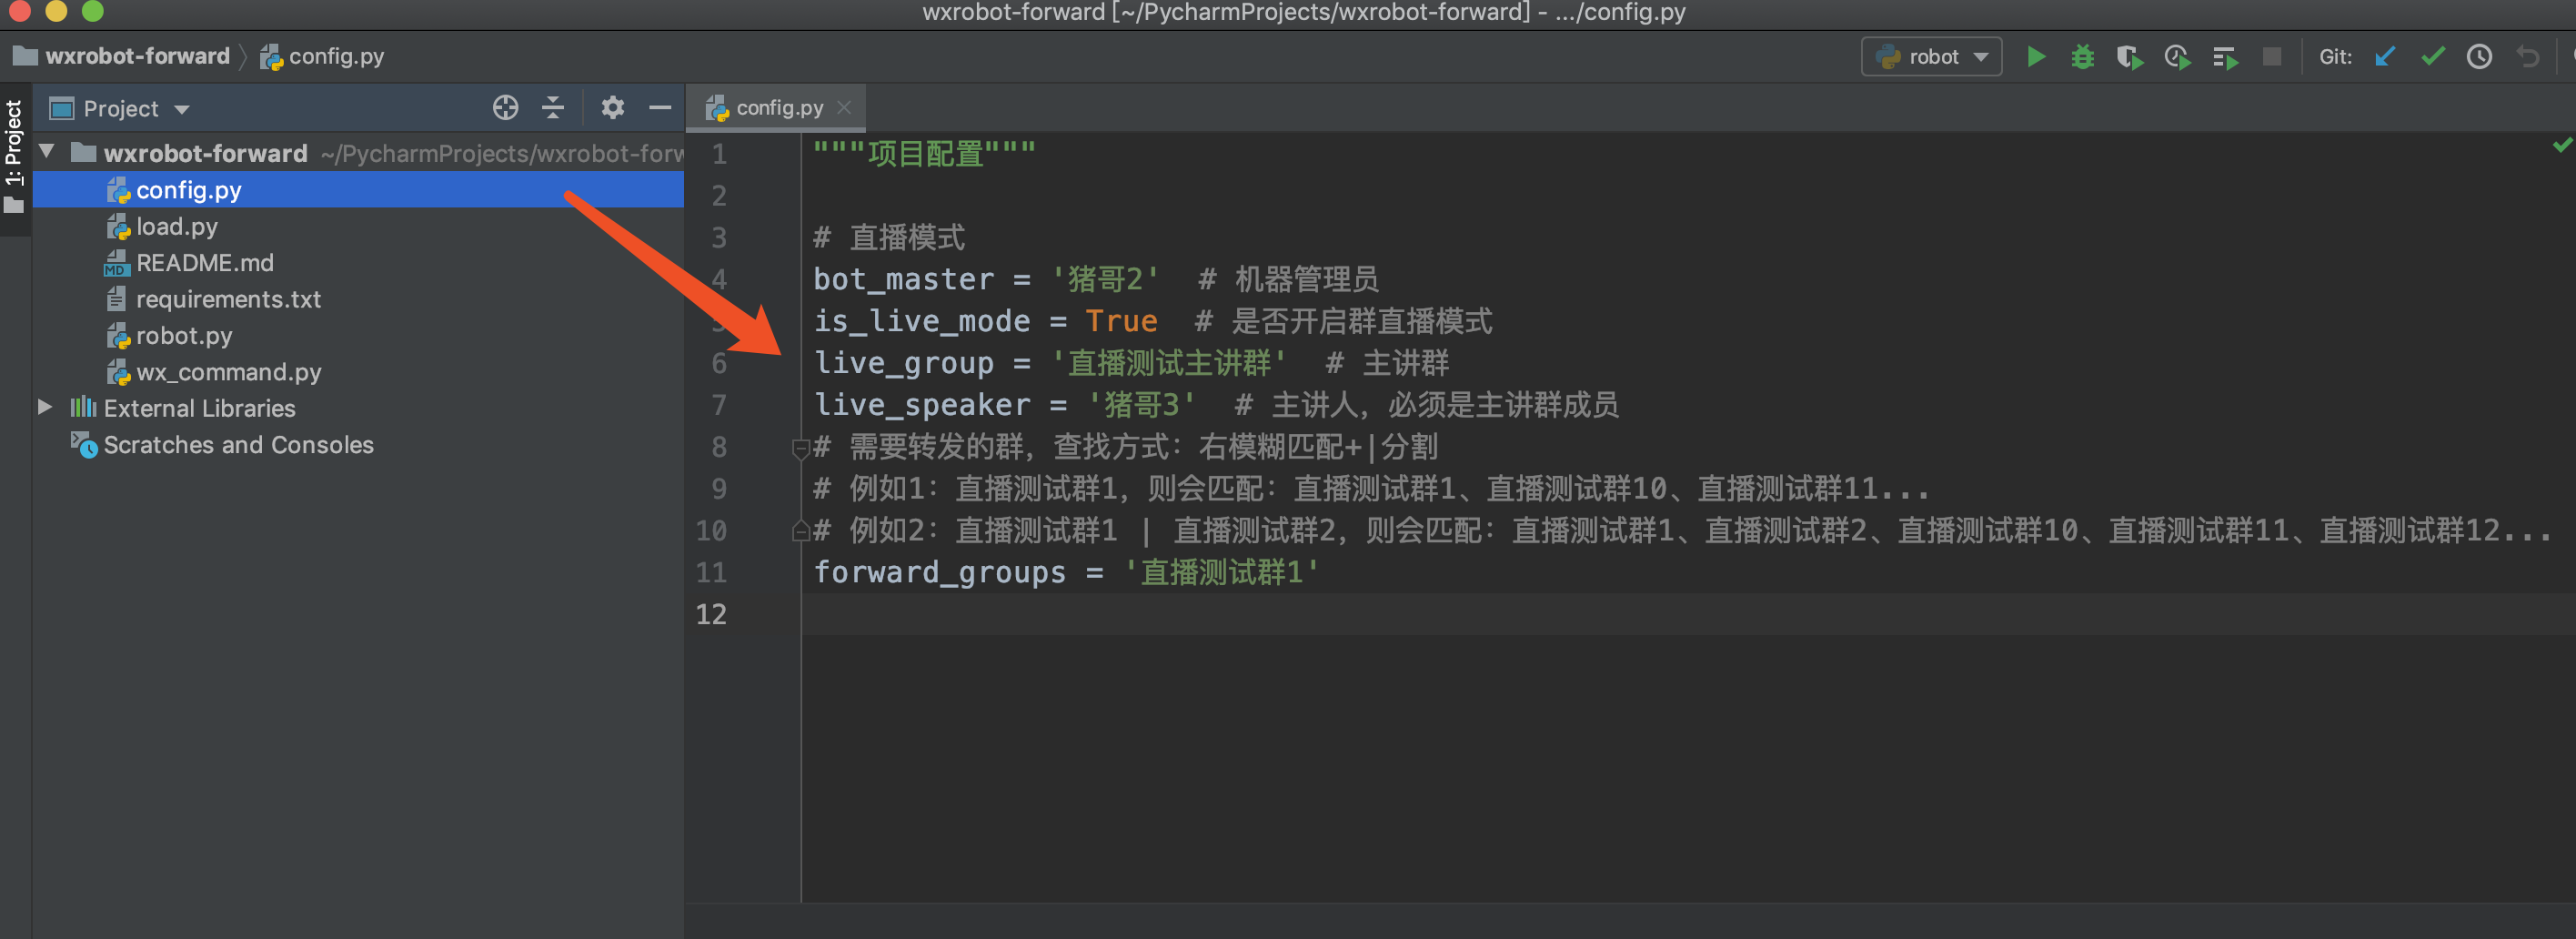 wxrobot-forward [~/PycharmProjects/wxrobot-forward] - .../config.py
wxrobot-forward config.py
robot
Git:
1: Project
Project
wxrobot-forward ~/PycharmProjects/wxrobot-forw
config.py
load.py
README.md
requirements.txt
robot.py
wx_command.py
External Libraries
Scratches and Consoles
config.py
1 """项目配置"""
2
3 # 直播模式
4 bot_master = '猪哥2' # 机器管理员
5 is_live_mode = True # 是否开启群直播模式
6 live_group = '直播测试主讲群' # 主讲群
7 live_speaker = '猪哥3' # 主讲人，必须是主讲群成员
8 # 需要转发的群，查找方式：右模糊匹配+|分割
9 # 例如1：直播测试群1，则会匹配：直播测试群1、直播测试群10、直播测试群11...
10 # 例如2：直播测试群1 | 直播测试群2，则会匹配：直播测试群1、直播测试群2、直播测试群10、直播测试群11、直播测试群12...
11 forward_groups = '直播测试群1'
12